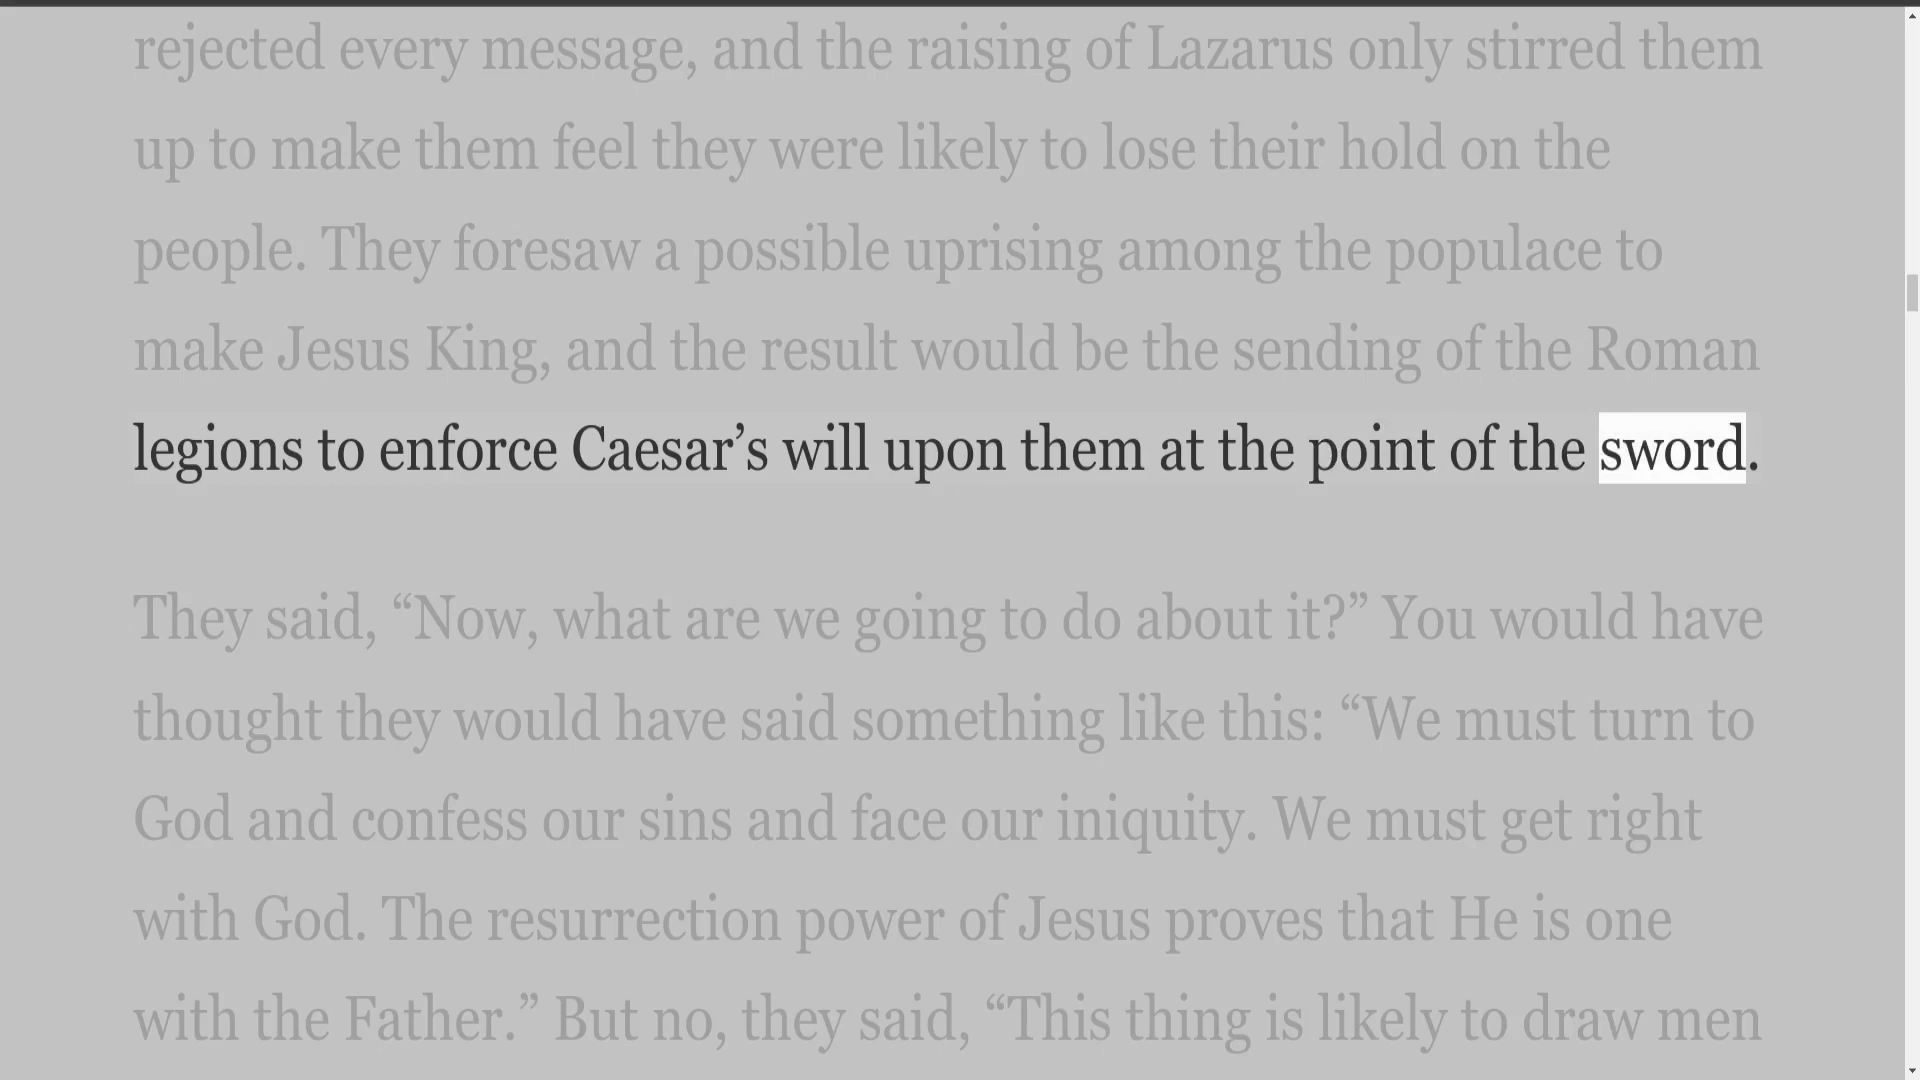 rejected every message, and the raising of Lazarus only stirred them
up to make them feel they were likely to lose their hold on the
people. They foresaw a possible uprising among the populace to
make Jesus King, and the result would be the sending of the Roman
legions to enforce Caesar’s will upon them at the point of the sword.
They said, “Now, what are we going to do about it?” You would have
thought they would have said something like this: “We must turn to
God and confess our sins and face our iniquity. We must get right
with God. The resurrection power of Jesus proves that He is one
with the Father.” But no, they said, “This thing is likely to draw men